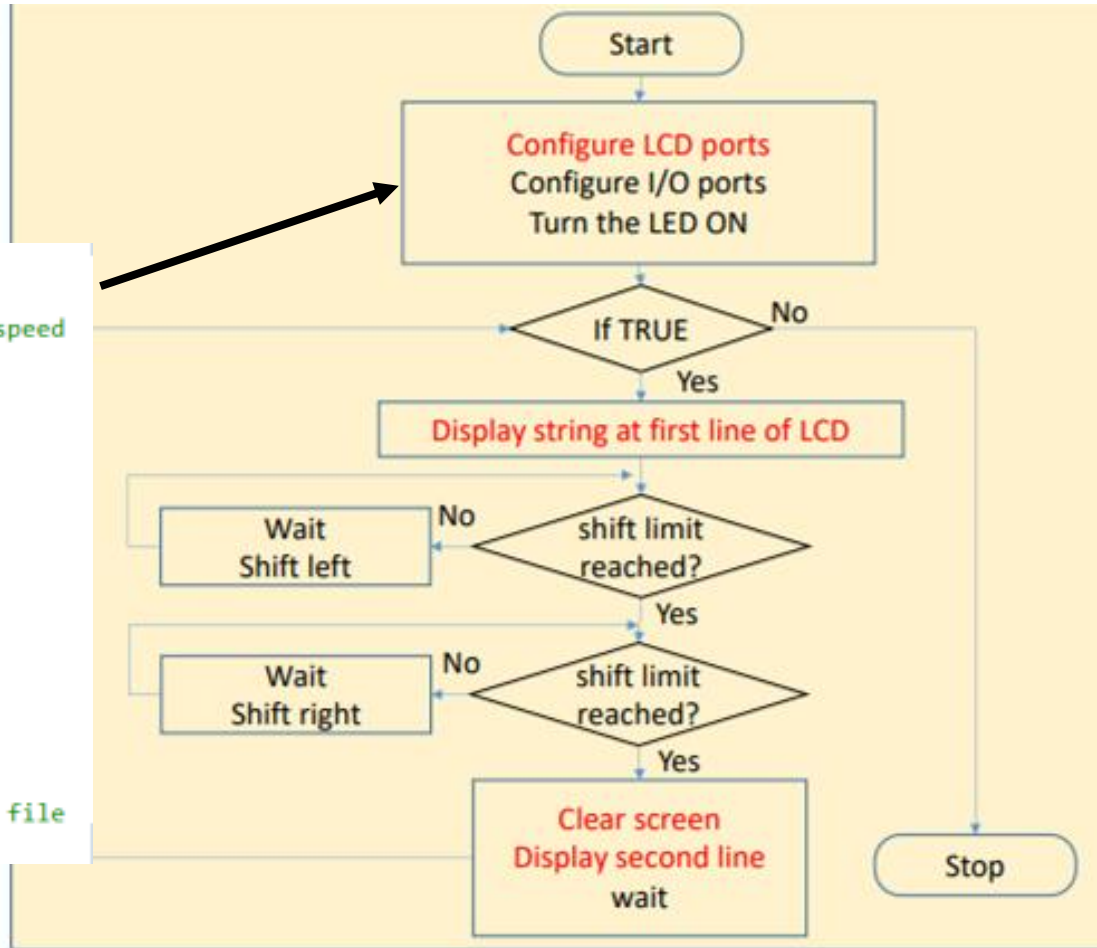 Start
Configure LCD ports
Configure I/O ports
Turn the LED ON
speed
If TRUE
No
Yes
Display string at first line of LCD
Wait
Shift left
No
shift limit
reached?
Yes
Wait
Shift right
No
shift limit
reached?
Yes
file
Clear screen
Display second line
wait
Stop